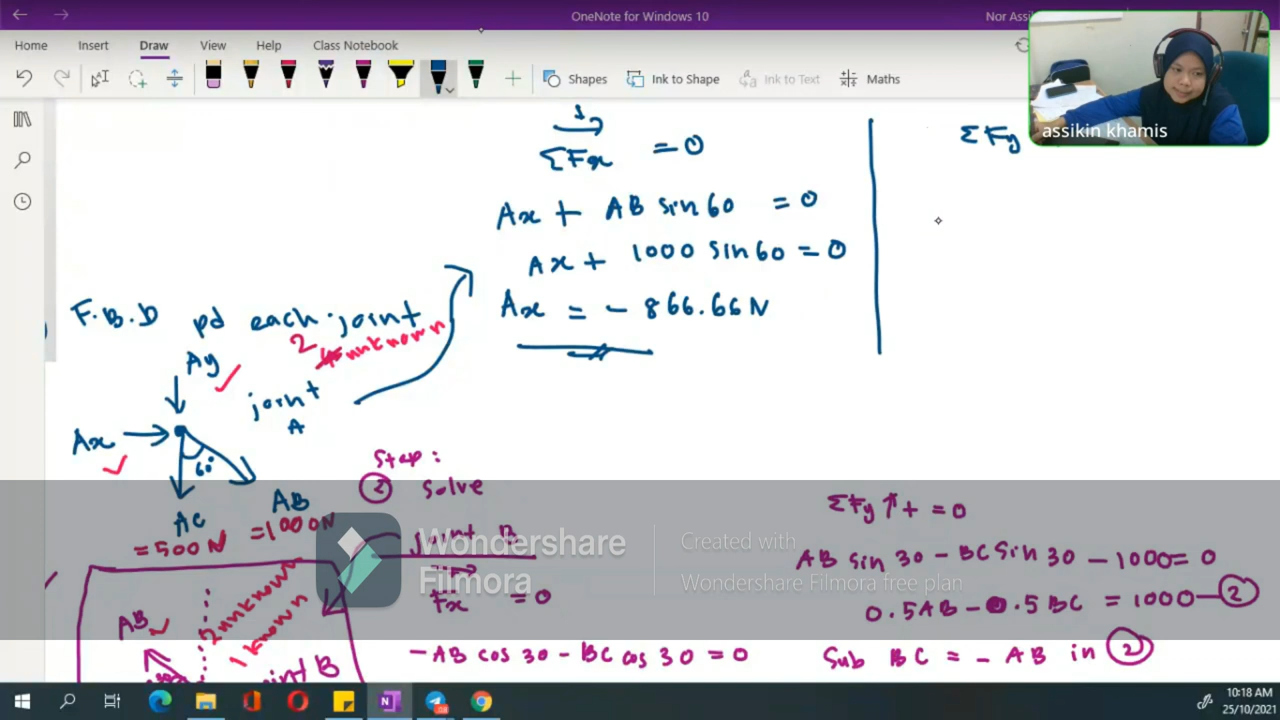 OneNote for Windows 10
Nor Assi
Home Insert Draw View Help Class Notebook
Shapes Ink to Shape Ink to Text Maths
assikin khamis
ΣFx = 0
Ax + AB sin 60 = 0
Ax + 1000 sin 60 = 0
Ax = - 866.66 N
ΣFy
F.B.D pd each joint
2 unknown
Ay
joint
A
Ax
60°
AB
= 1000N
AC
= 500 N
Step:
② Solve
joint B
Fx = 0
-AB cos 30 - BC cos 30 = 0
ΣFy ↑+ = 0
AB sin 30 - BC sin 30 - 1000 = 0
0.5AB - 0.5 BC = 1000 - ②
Sub BC = - AB in ②
AB
2 unknown
1 known
int B
Wondershare
Filmora
Created with
Wondershare Filmora free plan
10:18 AM
25/10/2021